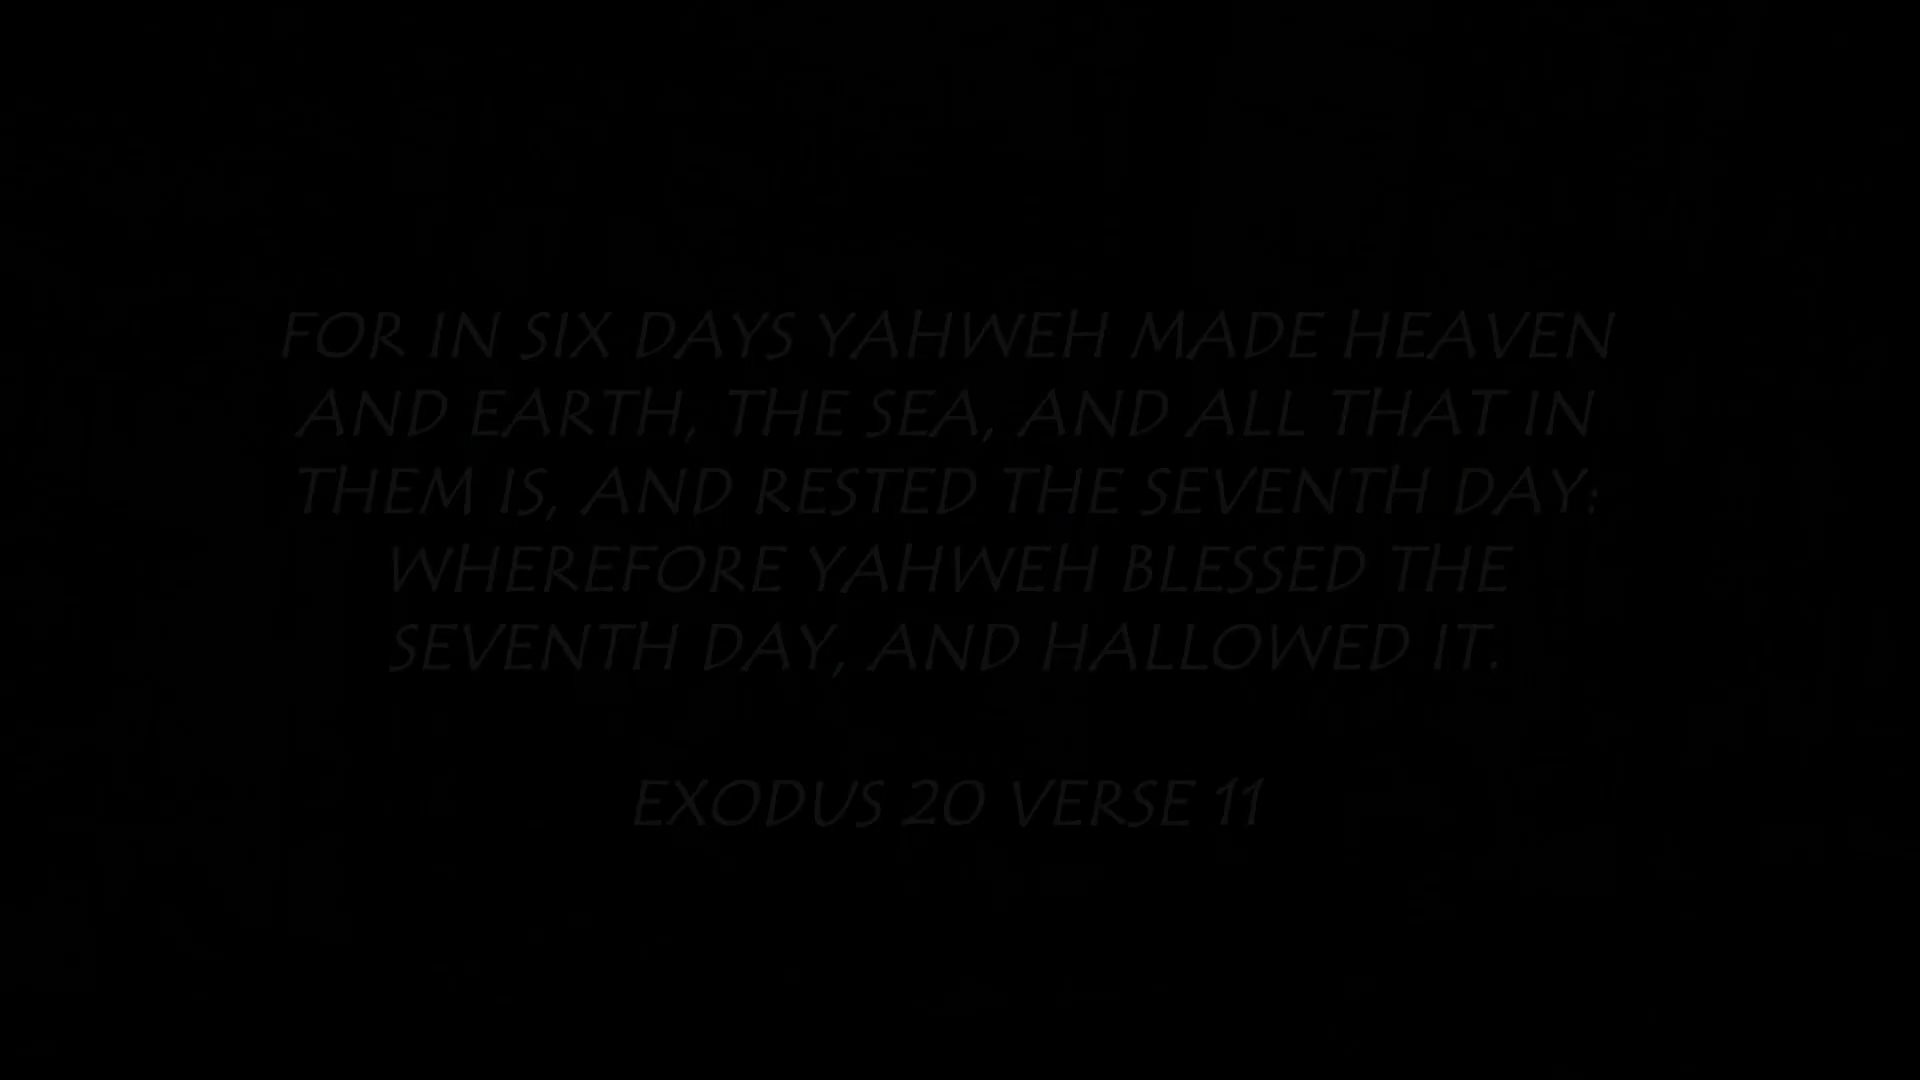 FOR IN SIX DAYS YAHWEH MADE HEAVEN
AND EARTH, THE SEA, AND ALL THAT IN
THEM IS, AND RESTED THE SEVENTH DAY:
WHEREFORE YAHWEH BLESSED THE
SEVENTH DAY, AND HALLOWED IT.
EXODUS 20 VERSE 11